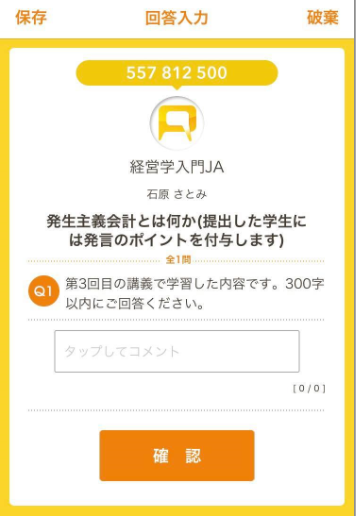 保存 回答入力 破棄
557 812 500
経営学入門JA
石原 さとみ
発生主義会計とは何か(提出した学生に
は発言のポイントを付与します)
全1問
Q1 第3回目の講義で学習した内容です。300字
以内にご回答ください。
タップしてコメント
[0/0]
確 認